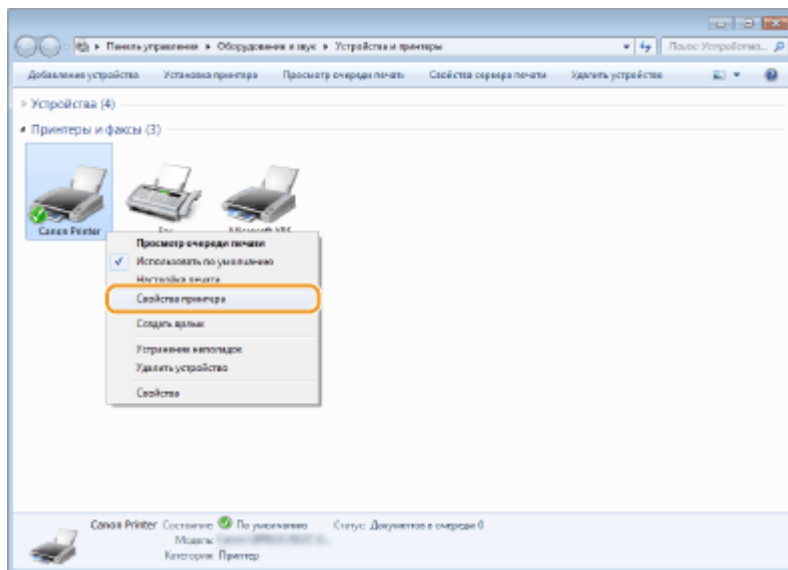 Панель управления ▸ Оборудование и звук ▸ Устройства и принтеры
Добавление устройства Установка принтера Просмотр очереди печати Свойства сервера печати Удалить устройство
Устройства (4)
Принтеры и факсы (3)
Canon Printer
Просмотр очереди печати
Использовать по умолчанию
Настройка печати
Свойства принтера
Создать ярлык
Устранение неполадок
Удалить устройство
Свойства
Canon Printer Состояние: По умолчанию Статус: Документов в очереди: 0
Модель:
Категория: Принтер